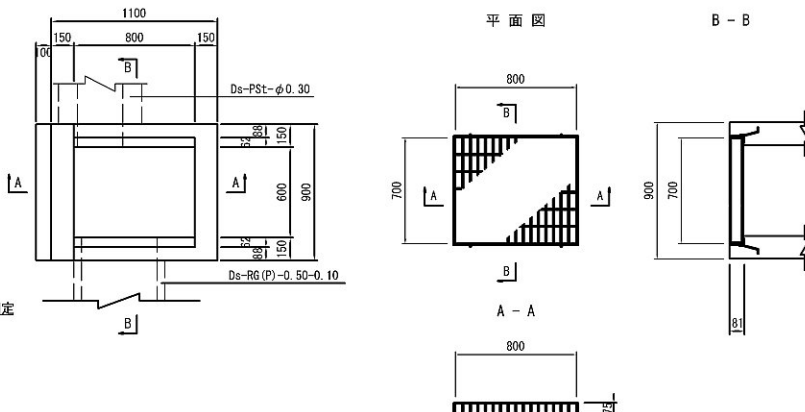 1100
100 150 800 150
B
Ds-PSt-φ0.30
62 88 150
600 900
A A
62 88 150
Ds-RG(P)-0.50-0.10
B
定
平 面 図
800
B
700
A A
B
A - A
800
75
B - B
900 700
81